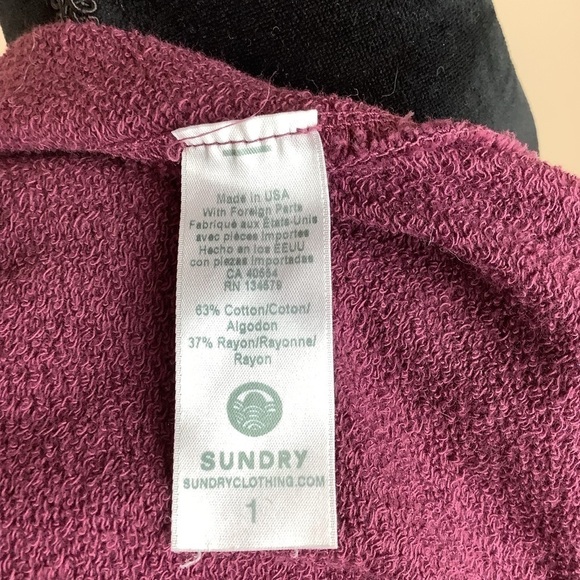 Made in USA
With Foreign Parts
Fabriqué aux États-Unis
avec pièces importes
Hecho en los EEUU
con piezas importadas
CA 40554
RN 134579
63% Cotton/Coton/
Algodon
37% Rayon/Rayonne/
Rayon
SUNDRY
SUNDRYCLOTHING.COM
1